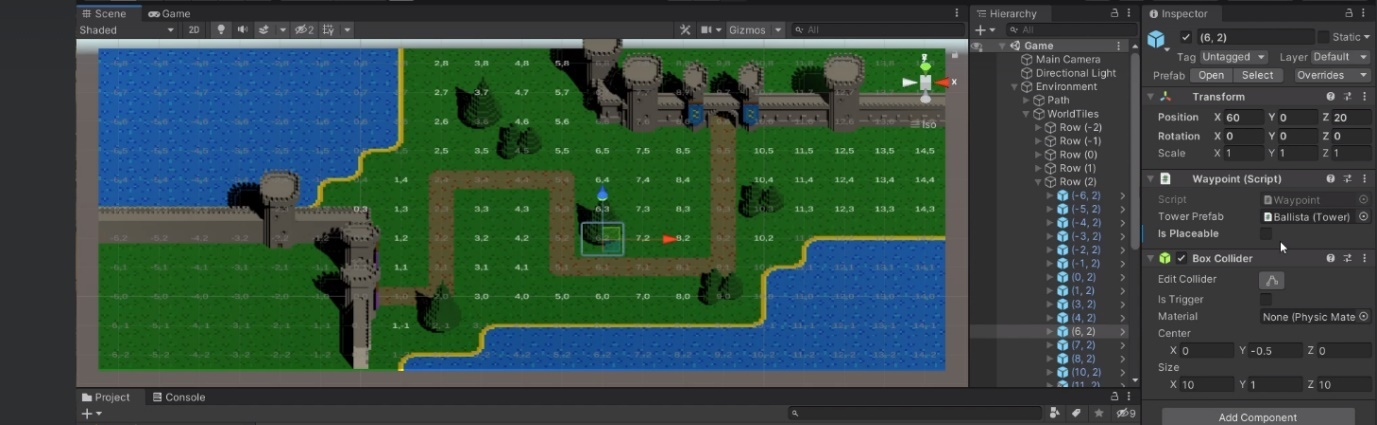 Scene Game
Shaded 2D 2 Gizmos All
2,8 3,8 4,8 5,8
2,7 3,7 4,7 5,7
2,6 3,6 4,6 5,6
2,5 3,5 5,5 6,5 7,5 8,5 10,5 11,5 12,5 13,5 14,5
1,4 6,4 7,4 8,4 11,4 12,4 13,4 14,4
0,3 1,3 3,3 4,3 6,3 7,3 8,3 10,3 11,3 12,3 13,3 14,3
1,2 3,2 4,2 7,2 8,2 10,2
1,1 3,1 4,1
3,0 4,0 5,0 6,0 7,0 8,0
1,-1
x
Iso
Project Console
9
Hierarchy
All
Game
Main Camera
Directional Light
Environment
Path
WorldTiles
Row (-2)
Row (-1)
Row (0)
Row (1)
Row (2)
(-6, 2)
(-5, 2)
(-4, 2)
(-3, 2)
(-2, 2)
(-1, 2)
(0, 2)
(1, 2)
(3, 2)
(4, 2)
(6, 2)
(7, 2)
(8, 2)
(10, 2)
(11, 2)
Inspector
(6, 2) Static
Tag Untagged Layer Default
Prefab Open Select Overrides
Transform
Position X 60 Y 0 Z 20
Rotation X 0 Y 0 Z 0
Scale X 1 Y 1 Z 1
Waypoint (Script)
Script Waypoint
Tower Prefab Ballista (Tower)
Is Placeable
Box Collider
Edit Collider
Is Trigger
Material None (Physic Mate
Center
X 0 Y -0.5 Z 0
Size
X 10 Y 1 Z 10
Add Component